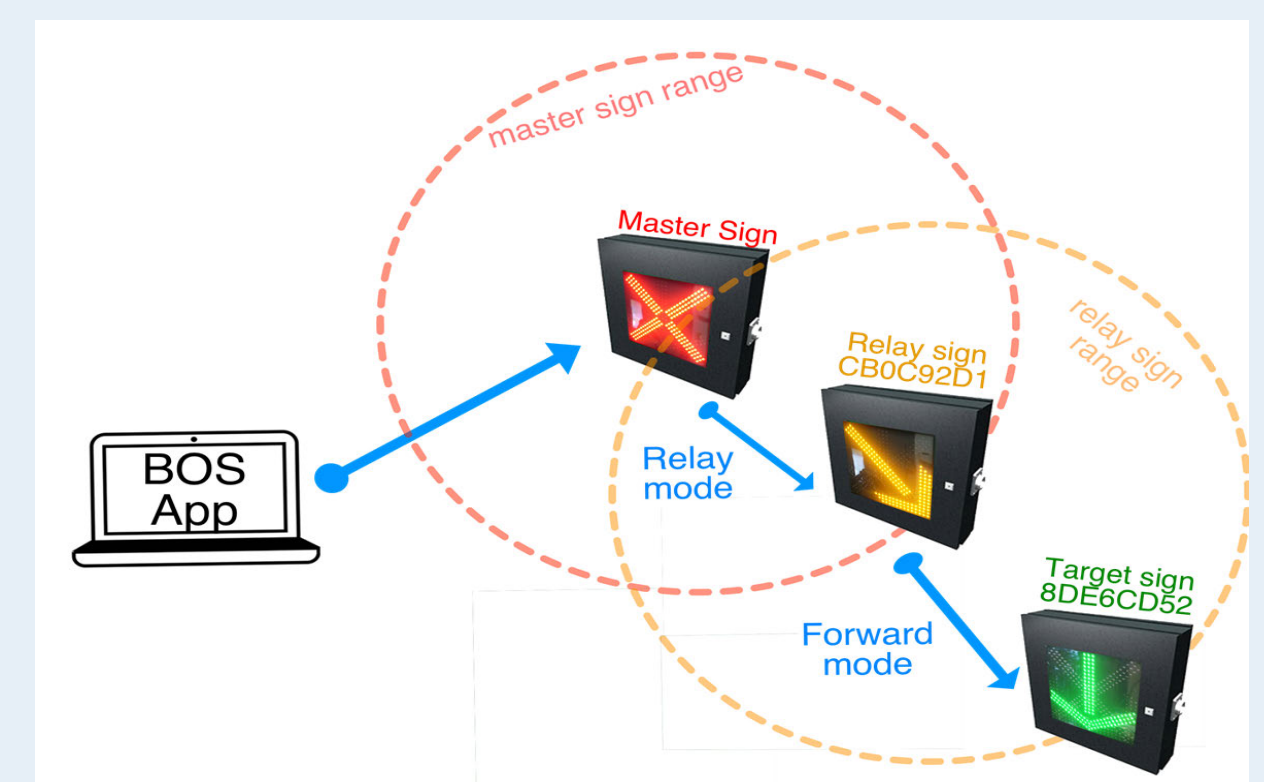 master sign range
Master Sign
relay sign
range
Relay sign
CB0C92D1
BOS
App
Relay
mode
Target sign
8DE6CD52
Forward
mode